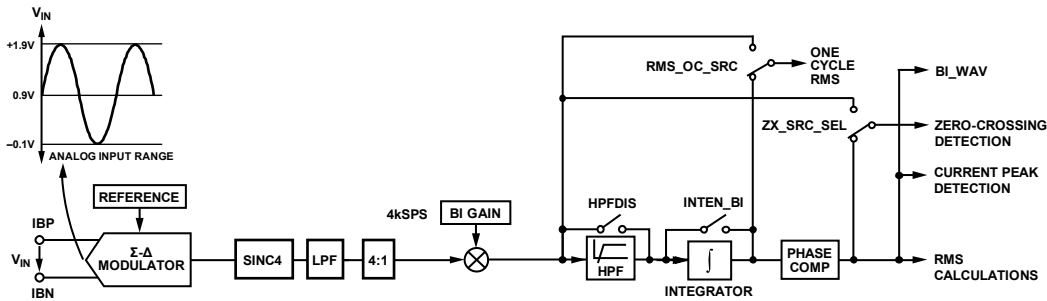 VIN
+1.9V
0.9V
–0.1V
ANALOG INPUT RANGE
REFERENCE
IBP
VIN
IBN
Σ-Δ
MODULATOR
SINC4
LPF
4:1
4kSPS
BI GAIN
HPFDIS
HPF
INTEN_BI
∫
INTEGRATOR
RMS_OC_SRC
ONE
CYCLE
RMS
ZX_SRC_SEL
PHASE
COMP
BI_WAV
ZERO-CROSSING
DETECTION
CURRENT PEAK
DETECTION
RMS
CALCULATIONS